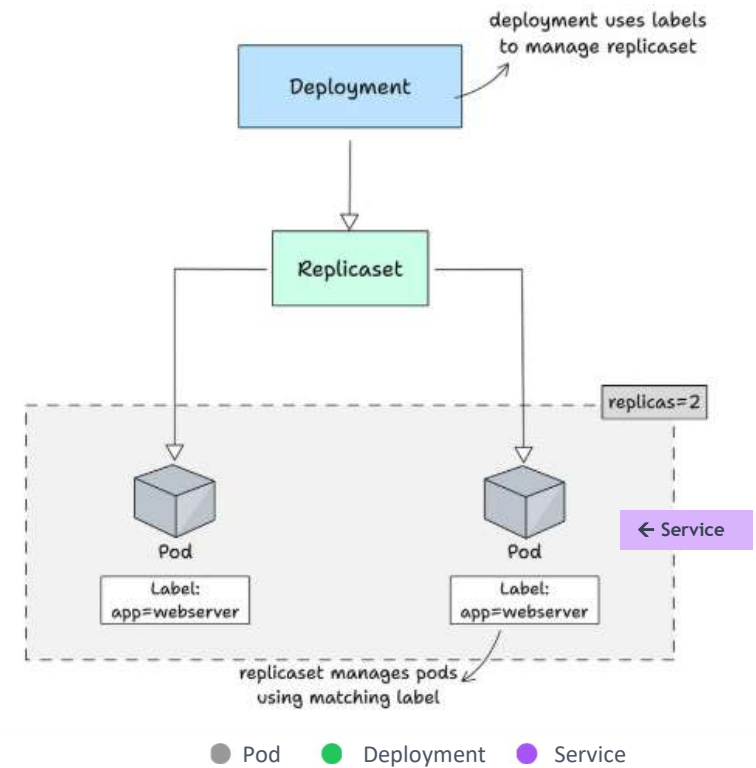 deployment uses labels
to manage replicaset
Deployment
Replicaset
replicas=2
← Service
Pod
Pod
Label:
app=webserver
Label:
app=webserver
replicaset manages pods
using matching label
Pod Deployment Service